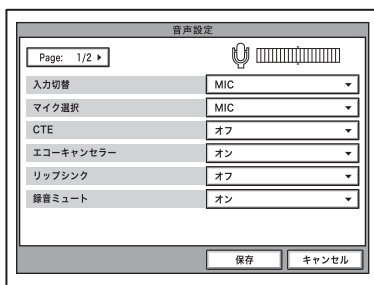 音声設定
Page: 1/2
入力切替 MIC
マイク選択 MIC
CTE オフ
エコーキャンセラー オン
リップシンク オフ
録音ミュート オン
保存 キャンセル